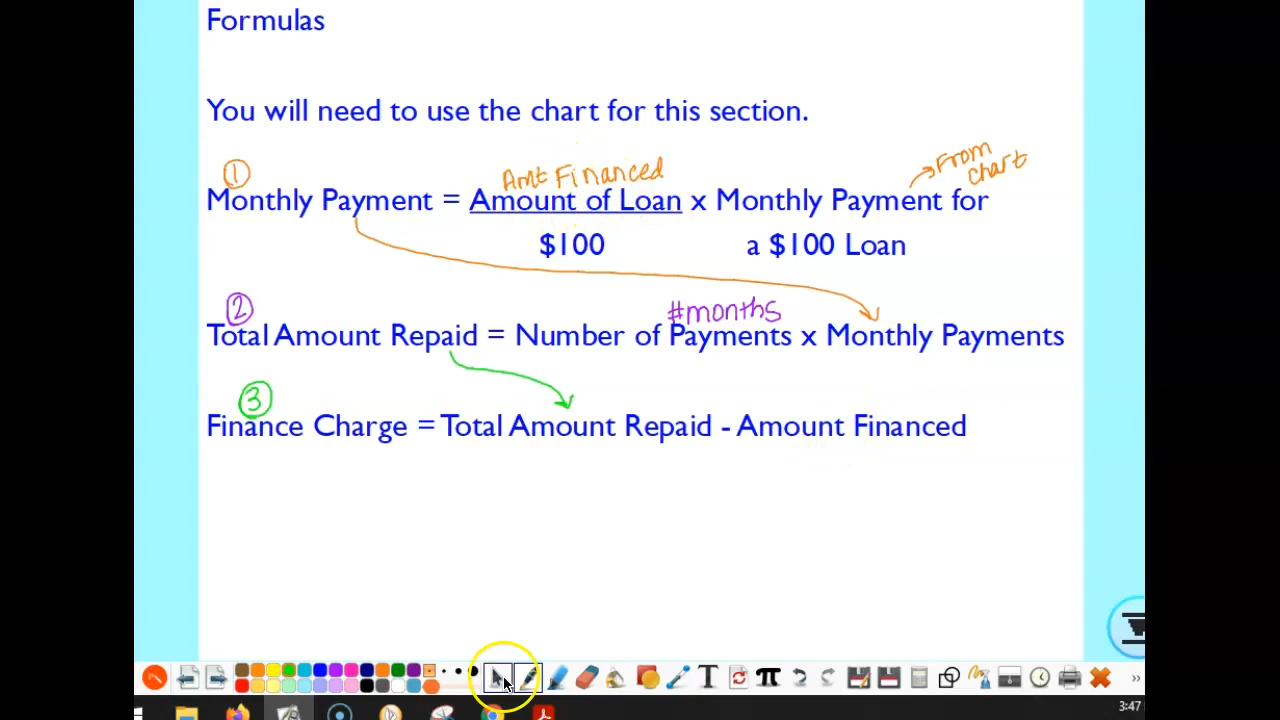 Formulas
You will need to use the chart for this section.
① Amt Financed From
chart
Monthly Payment = Amount of Loan x Monthly Payment for
$100 a $100 Loan
② #months
Total Amount Repaid = Number of Payments x Monthly Payments
③
Finance Charge = Total Amount Repaid - Amount Financed
3:47